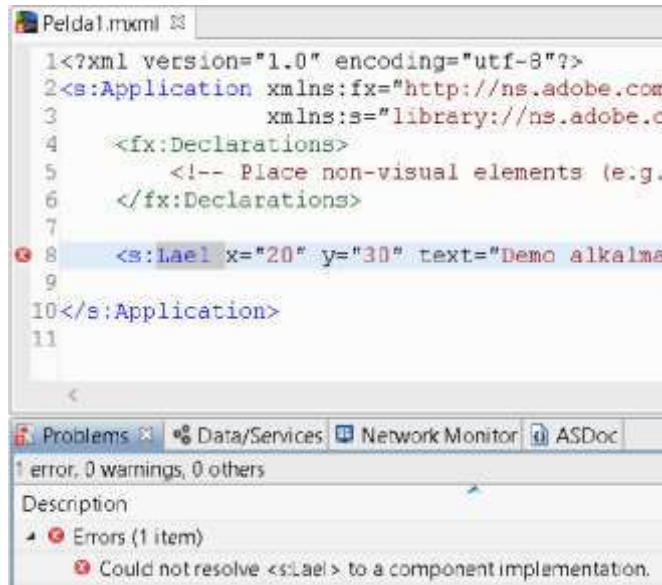 Pelda1.mxml
1<?xml version="1.0" encoding="utf-8"?>
2<s:Application xmlns:fx="http://ns.adobe.com
3 xmlns:s="library://ns.adobe.c
4 <fx:Declarations>
5 <!-- Place non-visual elements (e.g.
6 </fx:Declarations>
7
8 <s:Lael x="20" y="30" text="Demo alkalma
9
10</s:Application>
11
Problems Data/Services Network Monitor ASDoc
1 error, 0 warnings, 0 others
Description
Errors (1 item)
Could not resolve <s:Lael> to a component implementation.